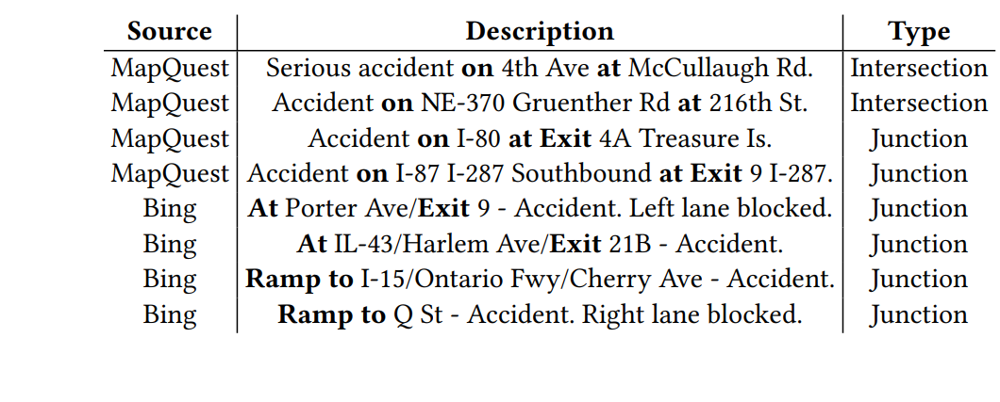 Source Description Type
MapQuest Serious accident on 4th Ave at McCullaugh Rd. Intersection
MapQuest Accident on NE-370 Gruenther Rd at 216th St. Intersection
MapQuest Accident on I-80 at Exit 4A Treasure Is. Junction
MapQuest Accident on I-87 I-287 Southbound at Exit 9 I-287. Junction
Bing At Porter Ave/Exit 9 - Accident. Left lane blocked. Junction
Bing At IL-43/Harlem Ave/Exit 21B - Accident. Junction
Bing Ramp to I-15/Ontario Fwy/Cherry Ave - Accident. Junction
Bing Ramp to Q St - Accident. Right lane blocked. Junction